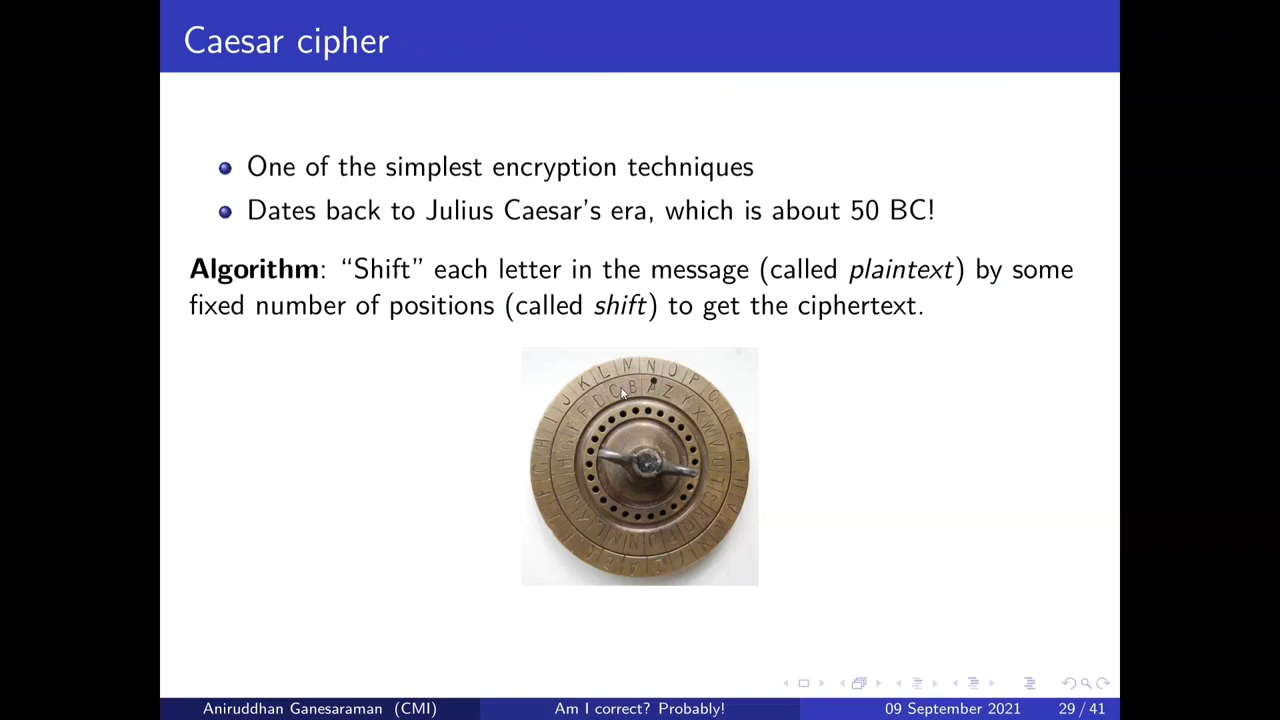 Caesar cipher
One of the simplest encryption techniques
Dates back to Julius Caesar's era, which is about 50 BC!
Algorithm: “Shift” each letter in the message (called plaintext) by some
fixed number of positions (called shift) to get the ciphertext.
Aniruddhan Ganesaraman (CMI) Am I correct? Probably! 09 September 2021 29 / 41